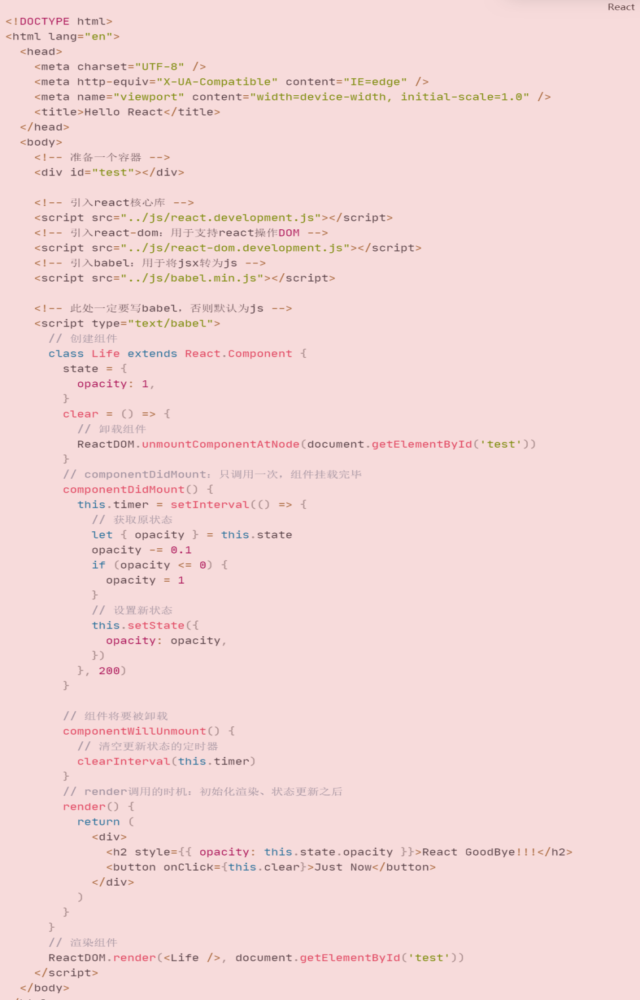 React
<!DOCTYPE html>
<html lang="en">
  <head>
    <meta charset="UTF-8" />
    <meta http-equiv="X-UA-Compatible" content="IE=edge" />
    <meta name="viewport" content="width=device-width, initial-scale=1.0" />
    <title>Hello React</title>
  </head>
  <body>
    <!-- 准备一个容器 -->
    <div id="test"></div>

    <!-- 引入react核心库 -->
    <script src="../js/react.development.js"></script>
    <!-- 引入react-dom：用于支持react操作DOM -->
    <script src="../js/react-dom.development.js"></script>
    <!-- 引入babel：用于将jsx转为js -->
    <script src="../js/babel.min.js"></script>

    <!-- 此处一定要写babel，否则默认为js -->
    <script type="text/babel">
      // 创建组件
      class Life extends React.Component {
        state = {
          opacity: 1,
        }
        clear = () => {
          // 卸载组件
          ReactDOM.unmountComponentAtNode(document.getElementById('test'))
        }
        // componentDidMount：只调用一次，组件挂载完毕
        componentDidMount() {
          this.timer = setInterval(() => {
            // 获取原状态
            let { opacity } = this.state
            opacity -= 0.1
            if (opacity <= 0) {
              opacity = 1
            }
            // 设置新状态
            this.setState({
              opacity: opacity,
            })
          }, 200)
        }

        // 组件将要被卸载
        componentWillUnmount() {
          // 清空更新状态的定时器
          clearInterval(this.timer)
        }
        // render调用的时机：初始化渲染、状态更新之后
        render() {
          return (
            <div>
              <h2 style={{ opacity: this.state.opacity }}>React GoodBye!!!</h2>
              <button onClick={this.clear}>Just Now</button>
            </div>
          )
        }
      }
      // 渲染组件
      ReactDOM.render(<Life />, document.getElementById('test'))
    </script>
  </body>